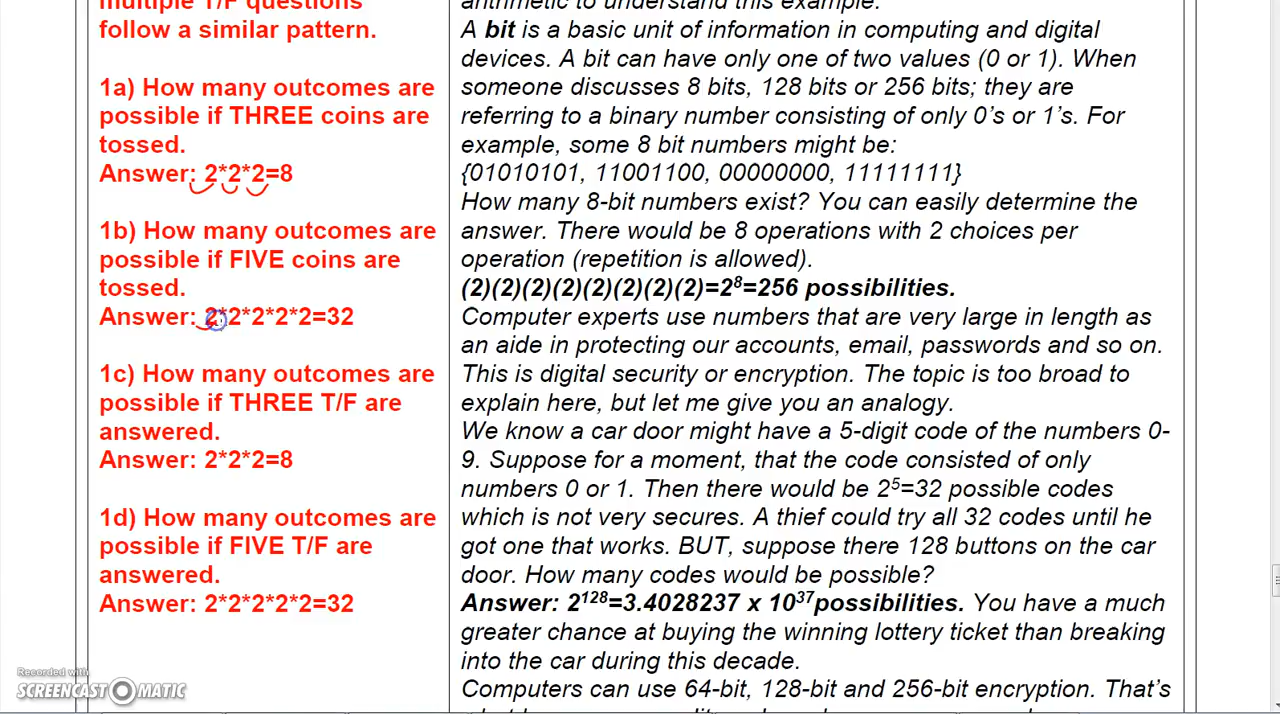 multiple T/F questions
follow a similar pattern.
1a) How many outcomes are
possible if THREE coins are
tossed.
Answer: 2*2*2=8
1b) How many outcomes are
possible if FIVE coins are
tossed.
Answer: 2*2*2*2*2=32
1c) How many outcomes are
possible if THREE T/F are
answered.
Answer: 2*2*2=8
1d) How many outcomes are
possible if FIVE T/F are
answered.
Answer: 2*2*2*2*2=32
arithmetic to understand this example.
A bit is a basic unit of information in computing and digital
devices. A bit can have only one of two values (0 or 1). When
someone discusses 8 bits, 128 bits or 256 bits; they are
referring to a binary number consisting of only 0's or 1's. For
example, some 8 bit numbers might be:
{01010101, 11001100, 00000000, 11111111}
How many 8-bit numbers exist? You can easily determine the
answer. There would be 8 operations with 2 choices per
operation (repetition is allowed).
(2)(2)(2)(2)(2)(2)(2)(2)=2⁸=256 possibilities.
Computer experts use numbers that are very large in length as
an aide in protecting our accounts, email, passwords and so on.
This is digital security or encryption. The topic is too broad to
explain here, but let me give you an analogy.
We know a car door might have a 5-digit code of the numbers 0-
9. Suppose for a moment, that the code consisted of only
numbers 0 or 1. Then there would be 2⁵=32 possible codes
which is not very secures. A thief could try all 32 codes until he
got one that works. BUT, suppose there 128 buttons on the car
door. How many codes would be possible?
Answer: 2¹²⁸=3.4028237 x 10³⁷possibilities. You have a much
greater chance at buying the winning lottery ticket than breaking
into the car during this decade.
Computers can use 64-bit, 128-bit and 256-bit encryption. That's
Recorded with
SCREENCAST-O-MATIC